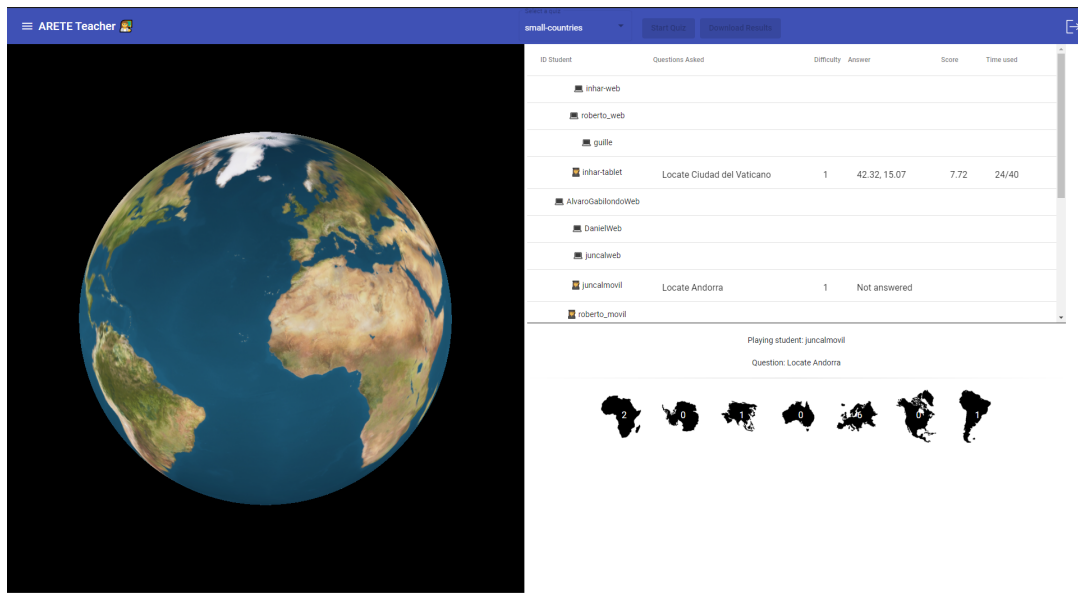 ARETE Teacher
Select a quiz
small-countries
Start Quiz
Download Results
ID Student Questions Asked Difficulty Answer Score Time used
inhar-web
roberto_web
guille
inhar-tablet Locate Ciudad del Vaticano 1 42.32, 15.07 7.72 24/40
AlvaroGabilondoWeb
DanielWeb
juncalweb
juncalmovil Locate Andorra 1 Not answered
roberto_movil
Playing student: juncalmovil
Question: Locate Andorra
2 0 1 0 6 0 1